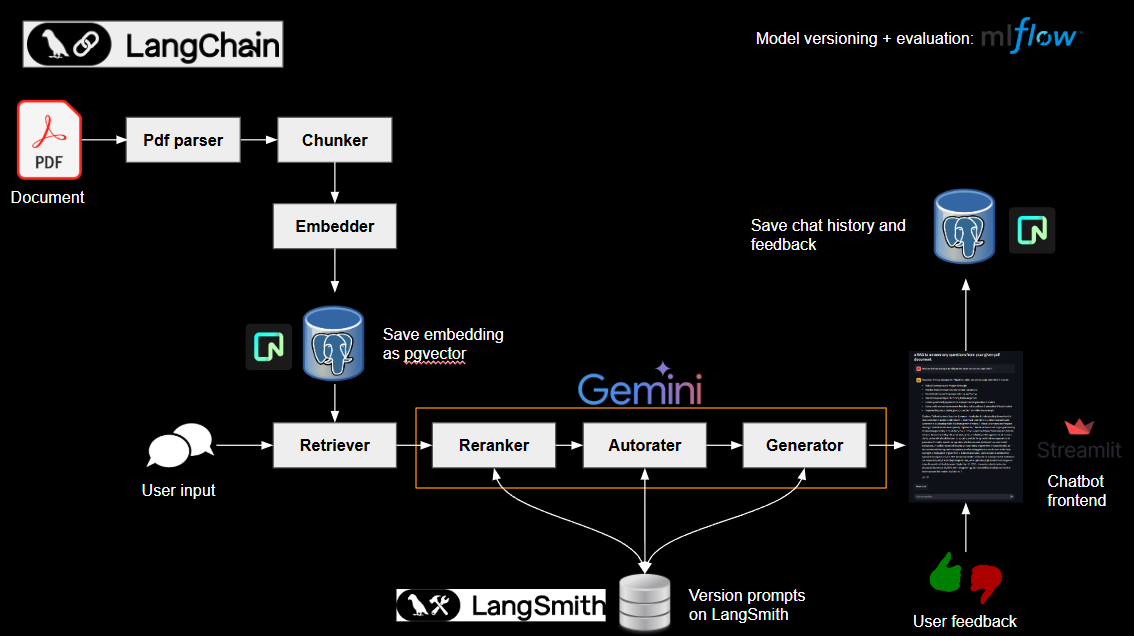 LangChain
Model versioning + evaluation: mlflow
PDF
Document
Pdf parser
Chunker
Embedder
Save embedding
as pgvector
Save chat history and
feedback
Gemini
User input
Retriever
Reranker
Autorater
Generator
a RAG to answer any questions from your given pdf
document
Streamlit
Chatbot
frontend
LangSmith
Version prompts
on LangSmith
User feedback